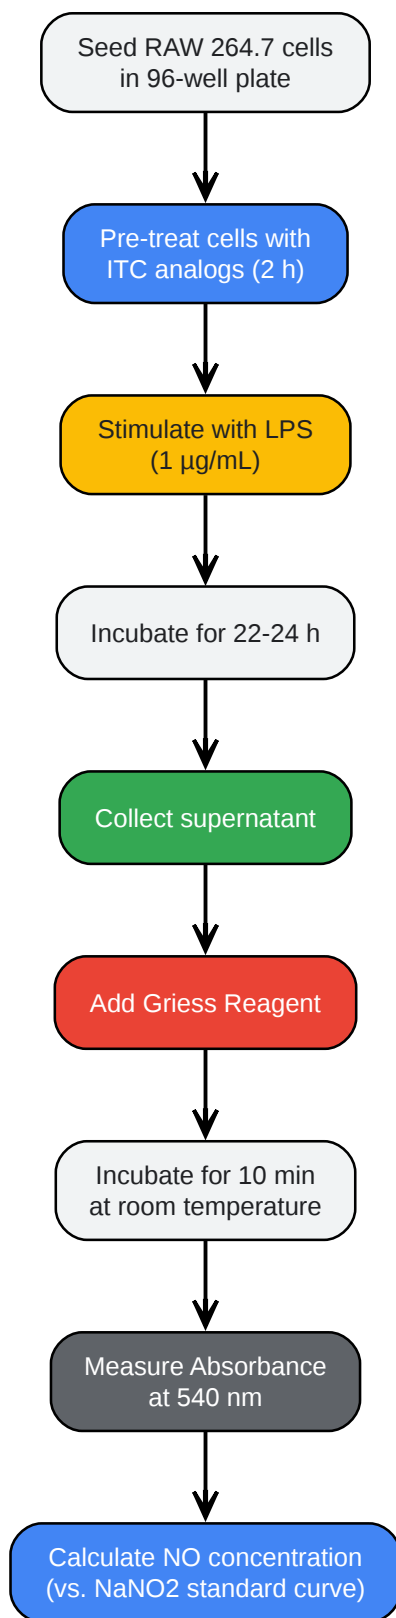 Seed RAW 264.7 cells
in 96-well plate
Pre-treat cells with
ITC analogs (2 h)
Stimulate with LPS
(1 µg/mL)
Incubate for 22-24 h
Collect supernatant
Add Griess Reagent
Incubate for 10 min
at room temperature
Measure Absorbance
at 540 nm
Calculate NO concentration
(vs. NaNO2 standard curve)